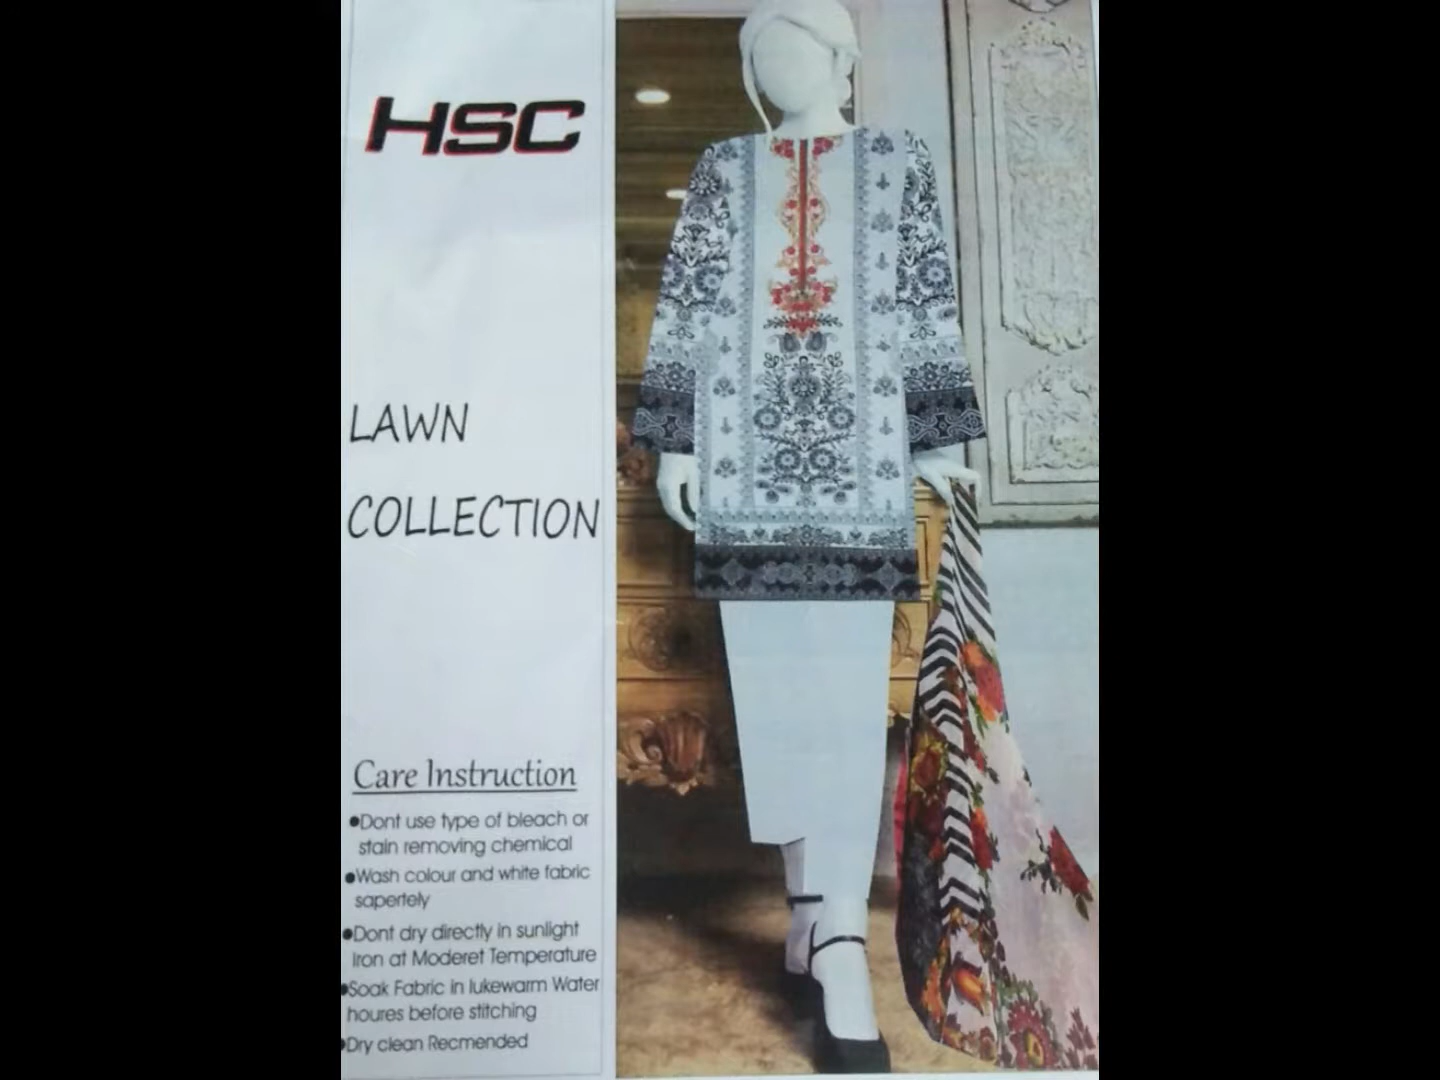 HSC
LAWN
COLLECTION
Care Instruction
●Dont use type of bleach or
stain removing chemical
●Wash colour and white fabric
sapertely
●Dont dry directly in sunlight
Iron at Moderet Temperature
●Soak Fabric in lukewarm Water
houres before stitching
●Dry clean Recmended